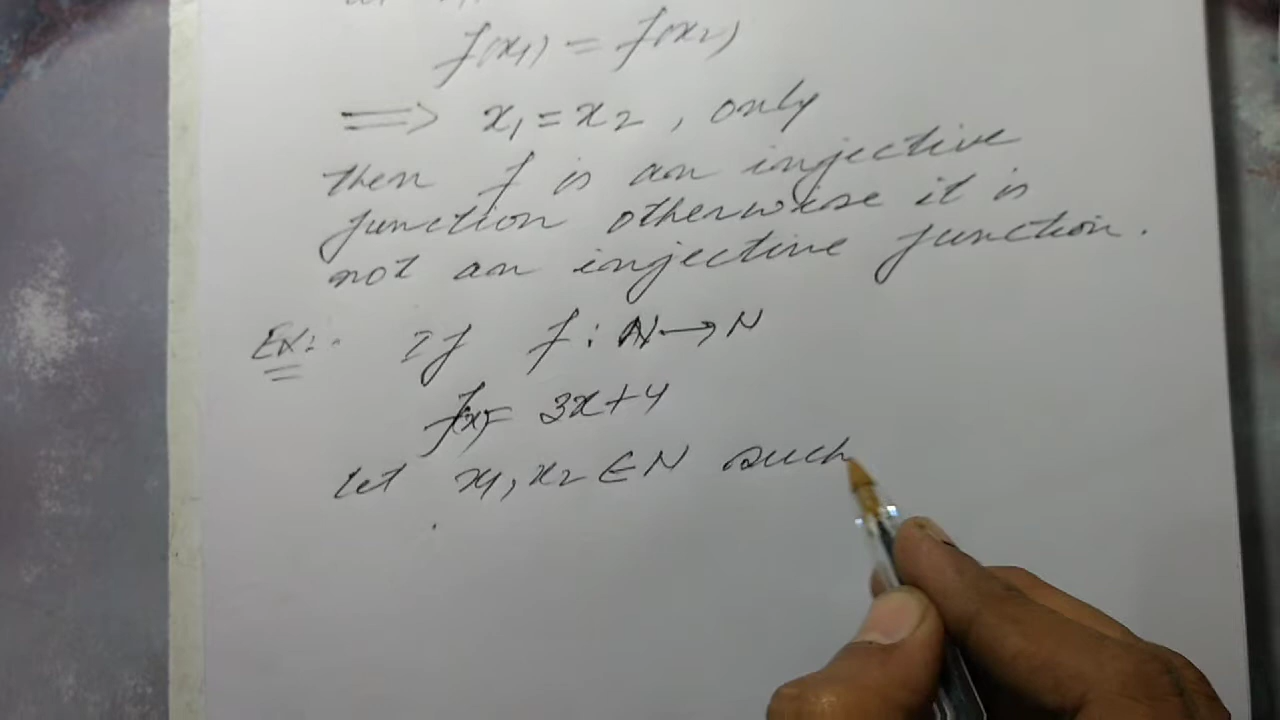 f(x1) = f(x2)
⟹ x1 = x2 , only
then f is an injective
function otherwise it is
not an injective function.
Ex:- If f : N → N
f(x) = 3x+4
let x1, x2 ∈ N such